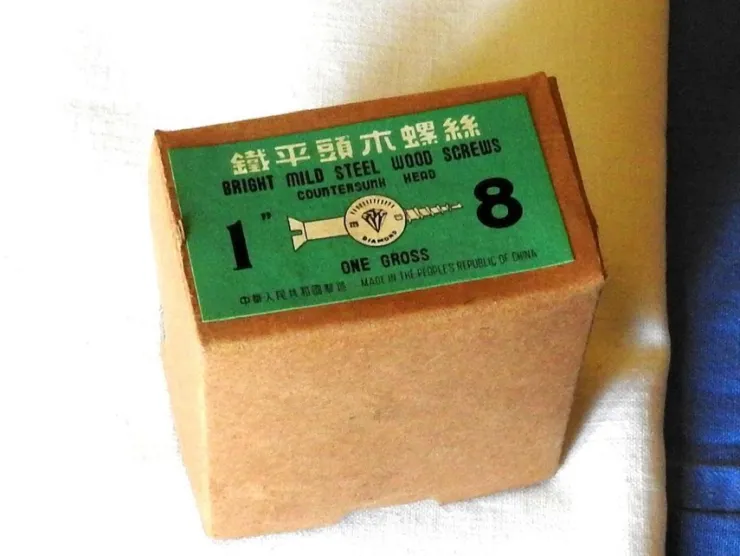 鐵平頭木螺絲
BRIGHT MILD STEEL WOOD SCREWS
COUNTERSUNK HEAD
1" 8
E D
DIAMOND
ONE GROSS
中華人民共和國製造 MADE IN THE PEOPLE'S REPUBLIC OF CHINA